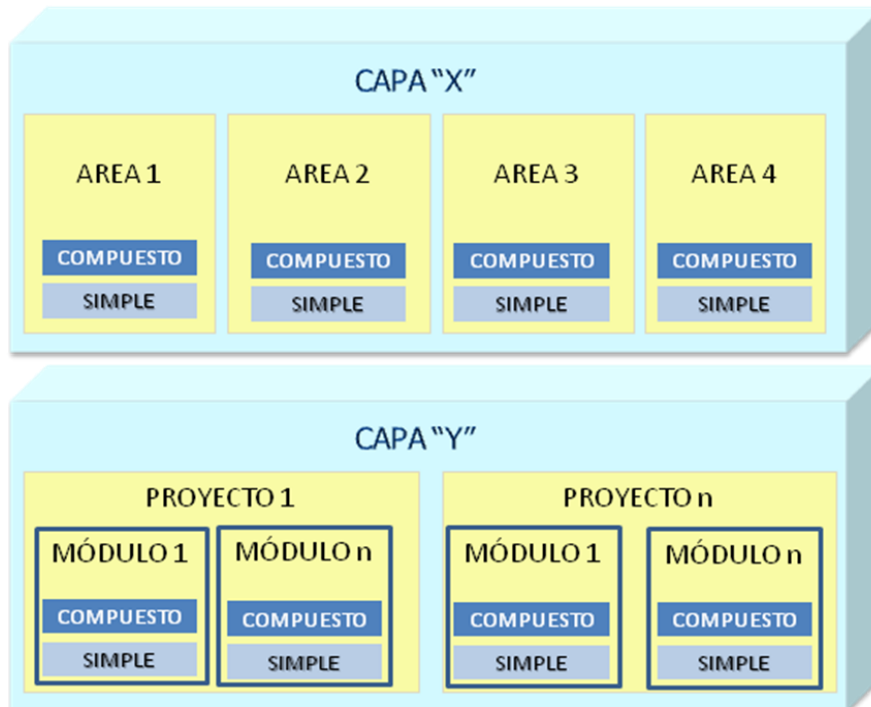 CAPA “X”
AREA 1
AREA 2
AREA 3
AREA 4
COMPUESTO
COMPUESTO
COMPUESTO
COMPUESTO
SIMPLE
SIMPLE
SIMPLE
SIMPLE
CAPA “Y”
PROYECTO 1
PROYECTO n
MÓDULO 1
MÓDULO n
MÓDULO 1
MÓDULO n
COMPUESTO
COMPUESTO
COMPUESTO
COMPUESTO
SIMPLE
SIMPLE
SIMPLE
SIMPLE